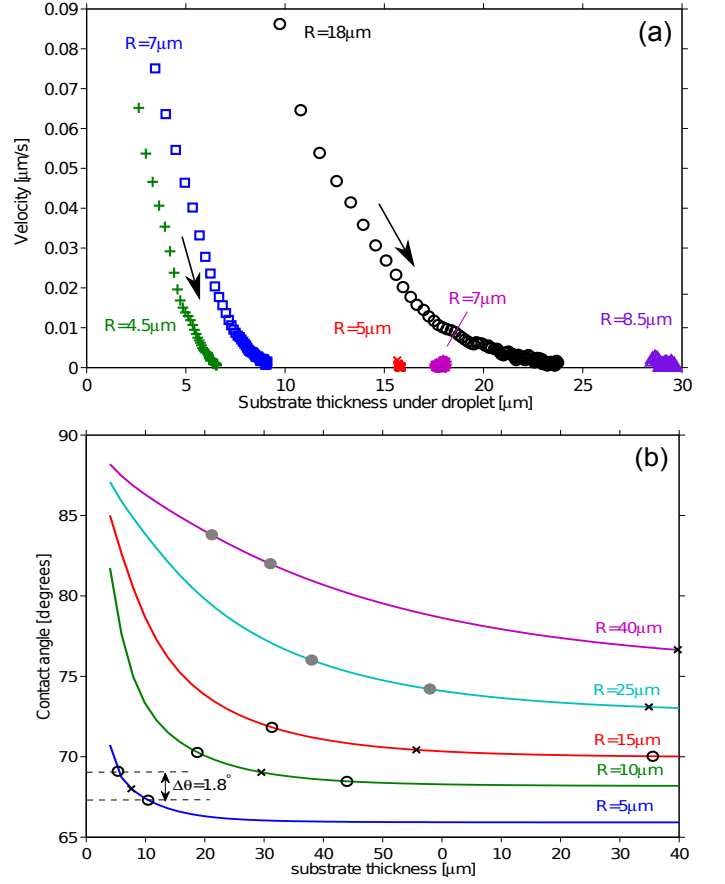 (a)
0.09
0.08
0.07
0.06
0.05
0.04
0.03
0.02
0.01
0
Velocity [μm/s]
R=7μm
R=18μm
R=4.5μm
R=5μm
R=7μm
R=8.5μm
0 5 10 15 20 25 30
Substrate thickness under droplet [μm]
(b)
90
85
80
75
70
65
Contact angle [degrees]
R=40μm
R=25μm
R=15μm
R=10μm
R=5μm
Δθ=1.8°
0 10 20 30 40 50 0 10 20 30 40
substrate thickness [μm]